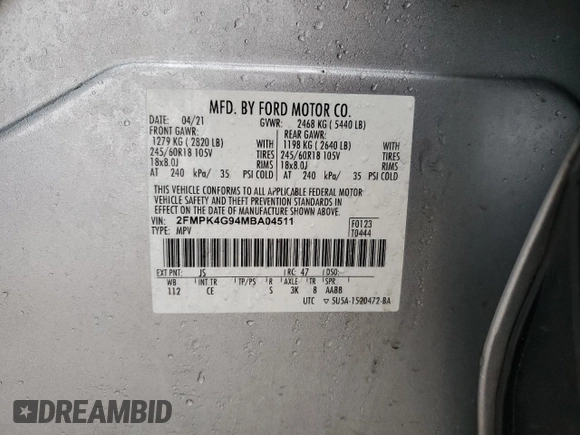 MFD. BY FORD MOTOR CO.
DATE: 04/21 GVWR: 2468 KG ( 5440 LB)
FRONT GAWR: REAR GAWR:
1279 KG ( 2820 LB) WITH 1198 KG ( 2640 LB) WITH
245/60R18 105V TIRES 245/60R18 105V TIRES
18x8.0J RIMS 18x8.0J RIMS
AT 240 kPa/ 35 PSI COLD AT 240 kPa/ 35 PSI COLD
THIS VEHICLE CONFORMS TO ALL APPLICABLE FEDERAL MOTOR
VEHICLE SAFETY AND THEFT PREVENTION STANDARDS IN
EFFECT ON THE DATE OF MANUFACTURE SHOWN ABOVE.
VIN: 2FMPK4G94MBA04511 F0123
TYPE: MPV T0444
EXT PNT: JS RC: 47 DSO:
WB INT TR TP/PS R AXLE TR SPR
112 CE S 3K 8 AABB
UTC ▽ 5U5A-1520472-BA
DREAMBID